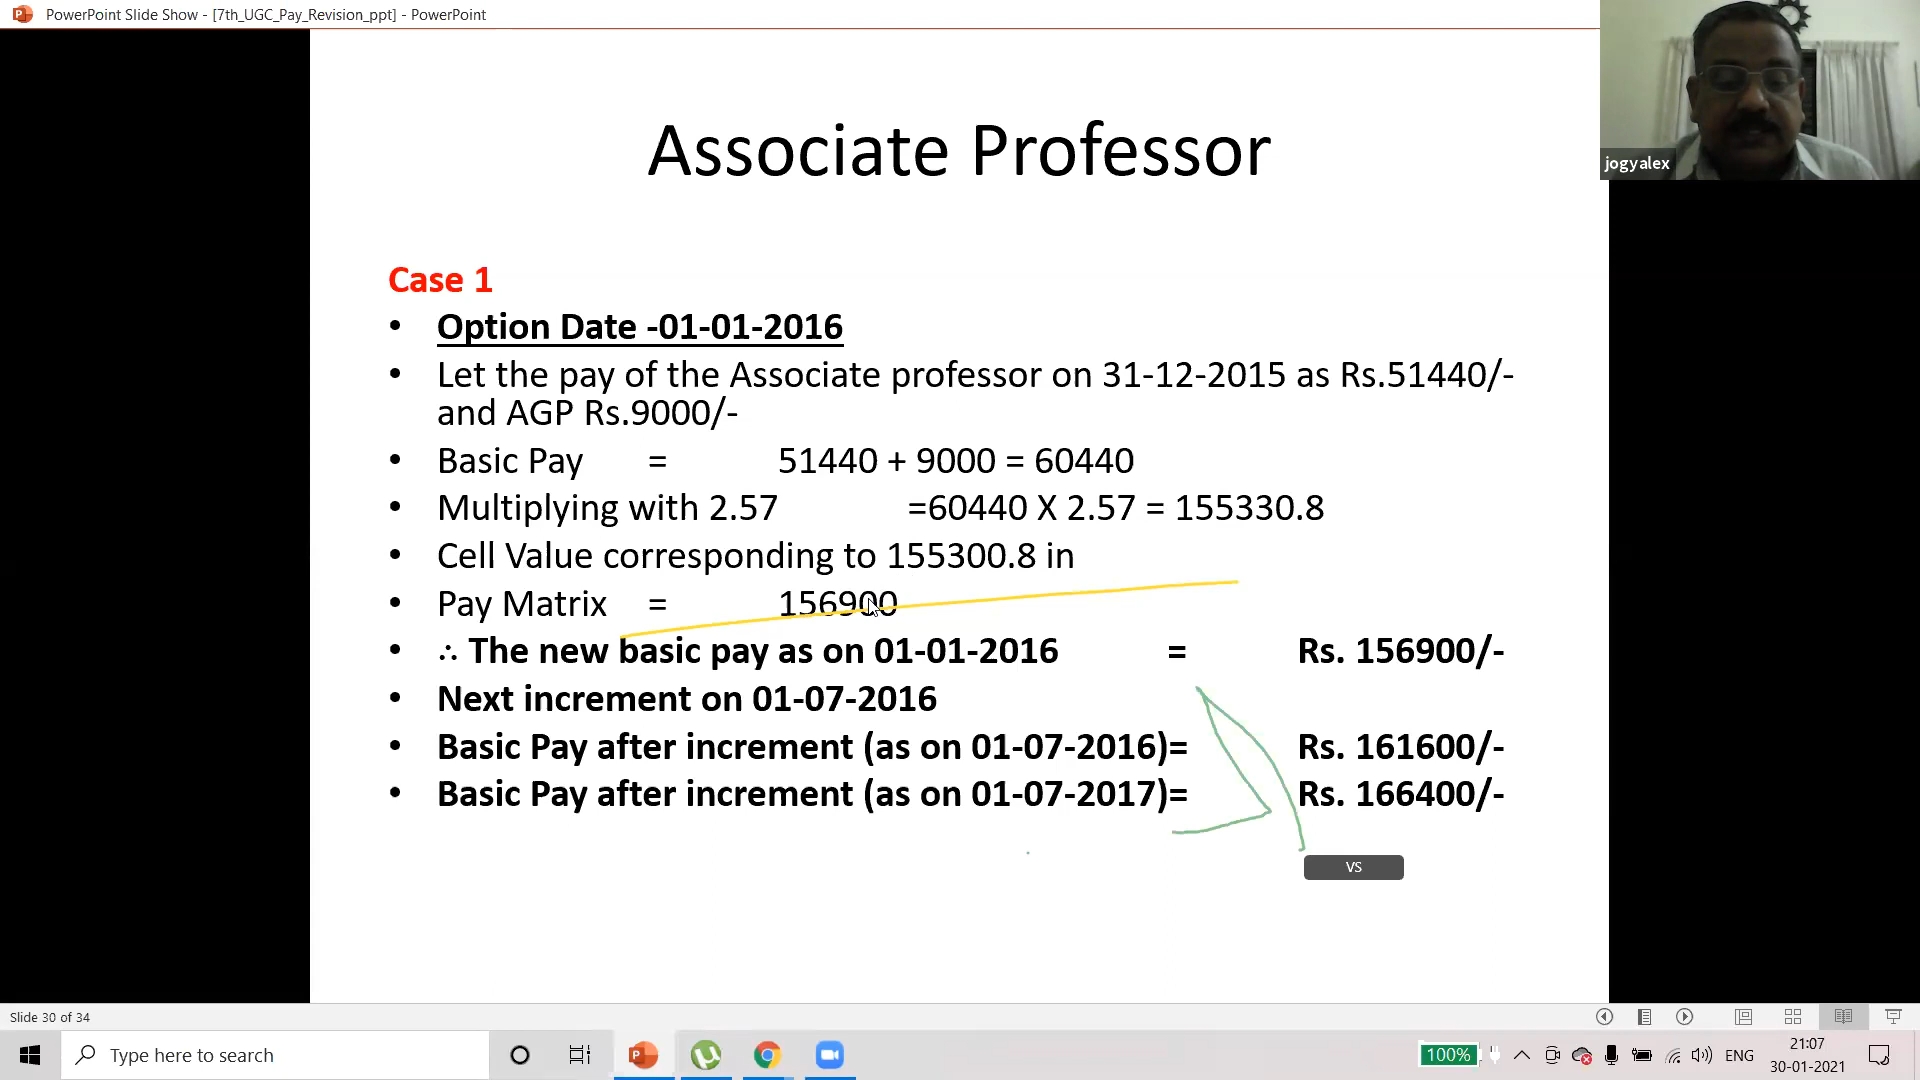 PowerPoint Slide Show - [7th_UGC_Pay_Revision_ppt] - PowerPoint
jogyalex
Associate Professor
Case 1
• Option Date -01-01-2016
• Let the pay of the Associate professor on 31-12-2015 as Rs.51440/-
and AGP Rs.9000/-
• Basic Pay = 51440 + 9000 = 60440
• Multiplying with 2.57 =60440 X 2.57 = 155330.8
• Cell Value corresponding to 155300.8 in
• Pay Matrix = 156900
• ∴ The new basic pay as on 01-01-2016 = Rs. 156900/-
• Next increment on 01-07-2016
• Basic Pay after increment (as on 01-07-2016)= Rs. 161600/-
• Basic Pay after increment (as on 01-07-2017)= Rs. 166400/-
VS
Slide 30 of 34
Type here to search
100%
ENG
21:07
30-01-2021